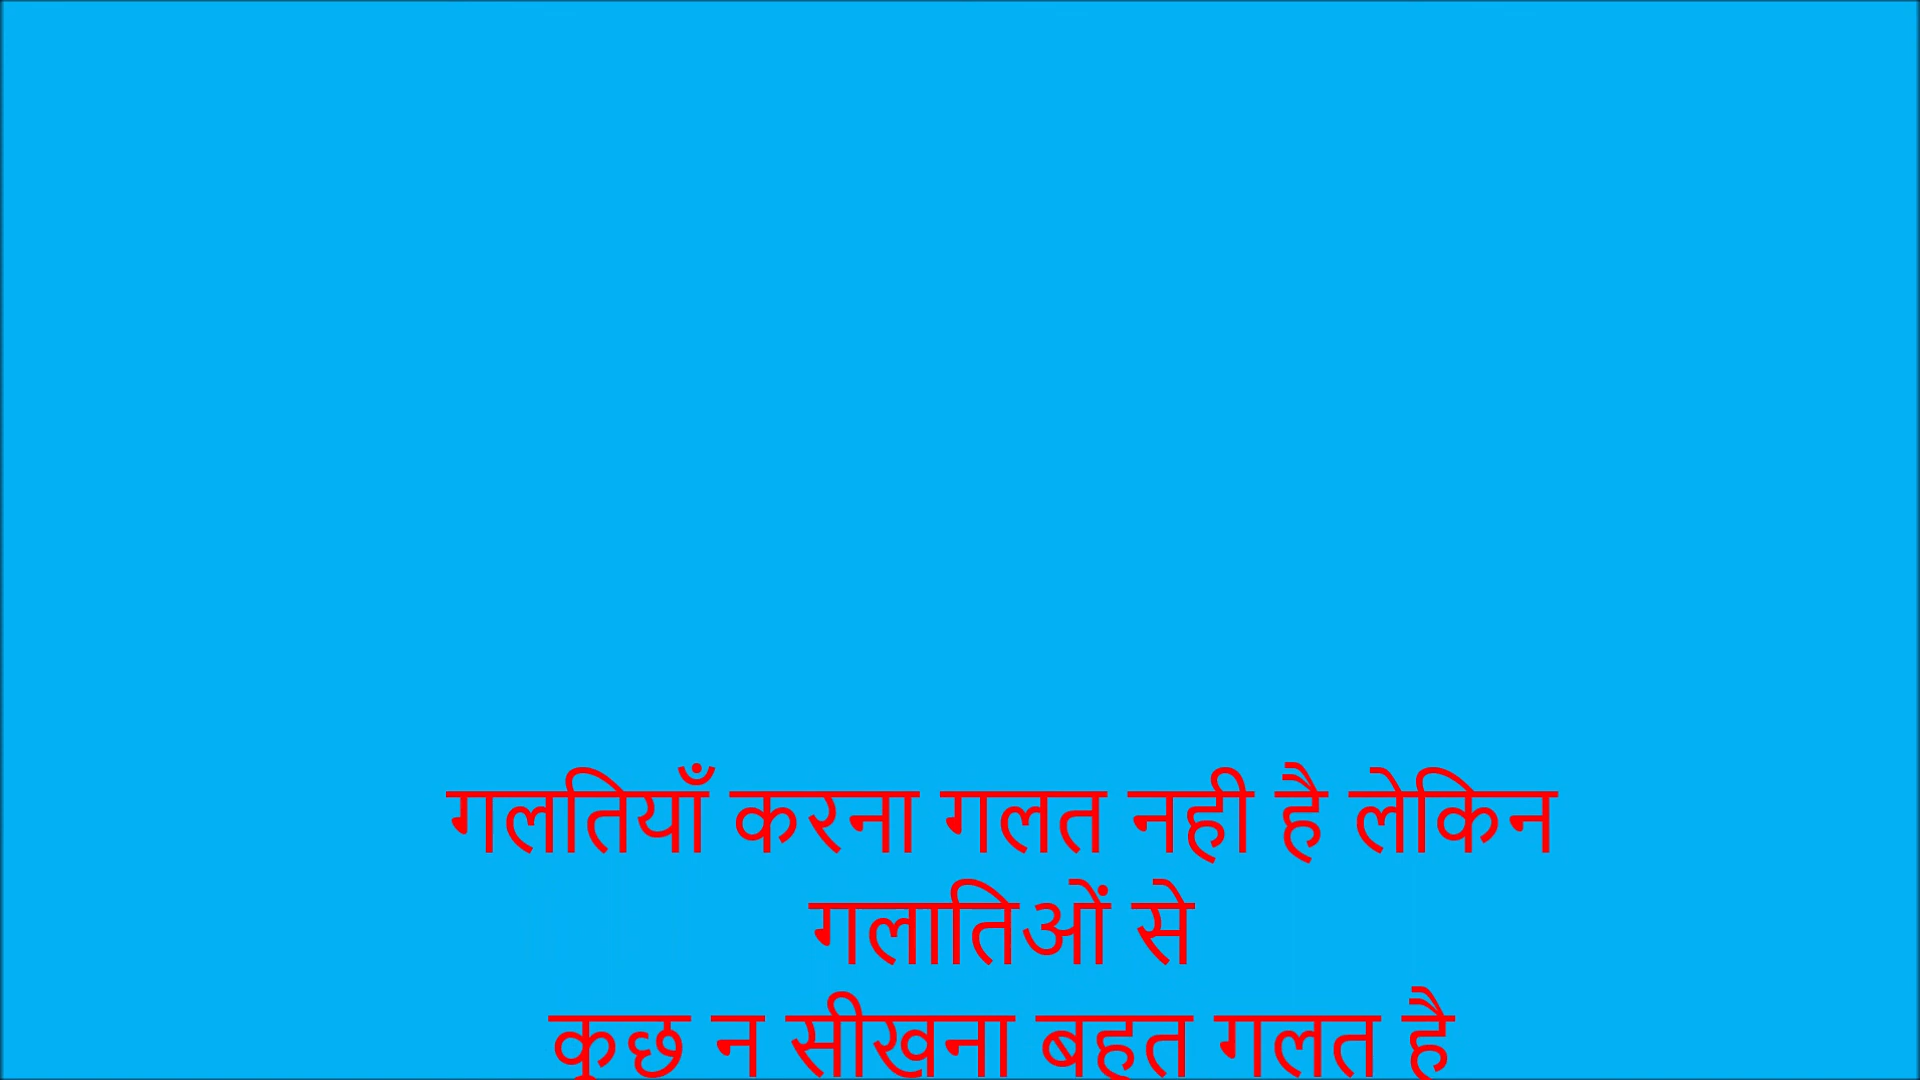 गलतियाँ करना गलत नही है लेकिन
गलातिओं से
कुछ न सीखना बहुत गलत है